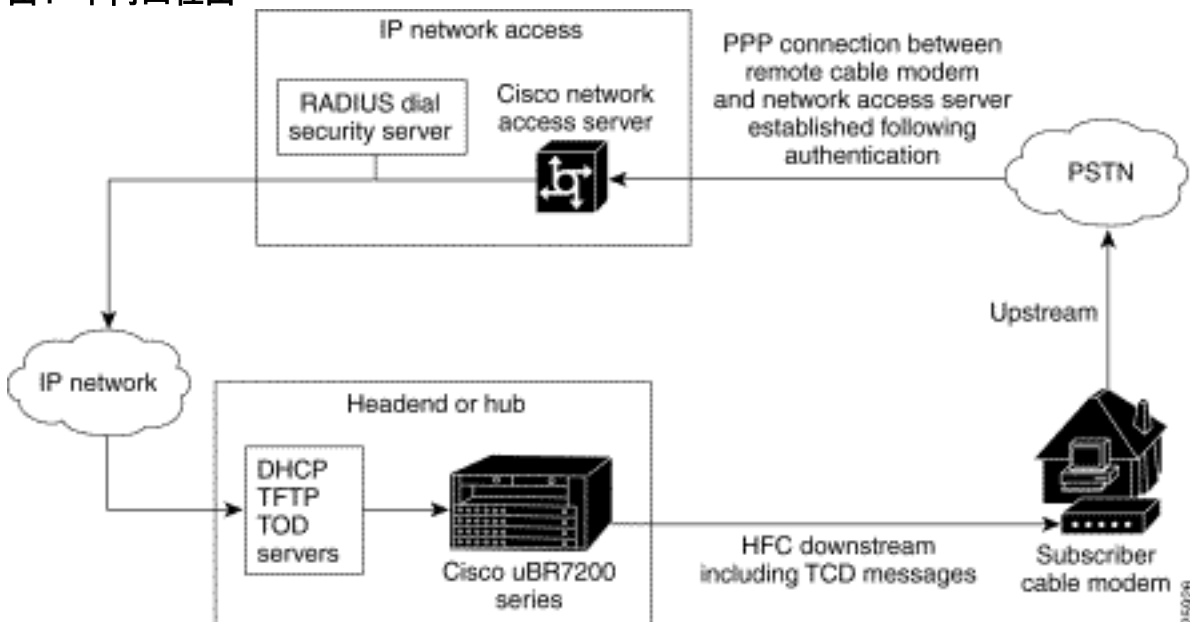 IP network access
RADIUS dial
security server
Cisco network
access server
PPP connection between
remote cable modem
and network access server
established following
authentication
PSTN
Upstream
IP network
Headend or hub
DHCP
TFTP
TOD
servers
Cisco uBR7200
series
HFC downstream
including TCD messages
Subscriber
cable modem